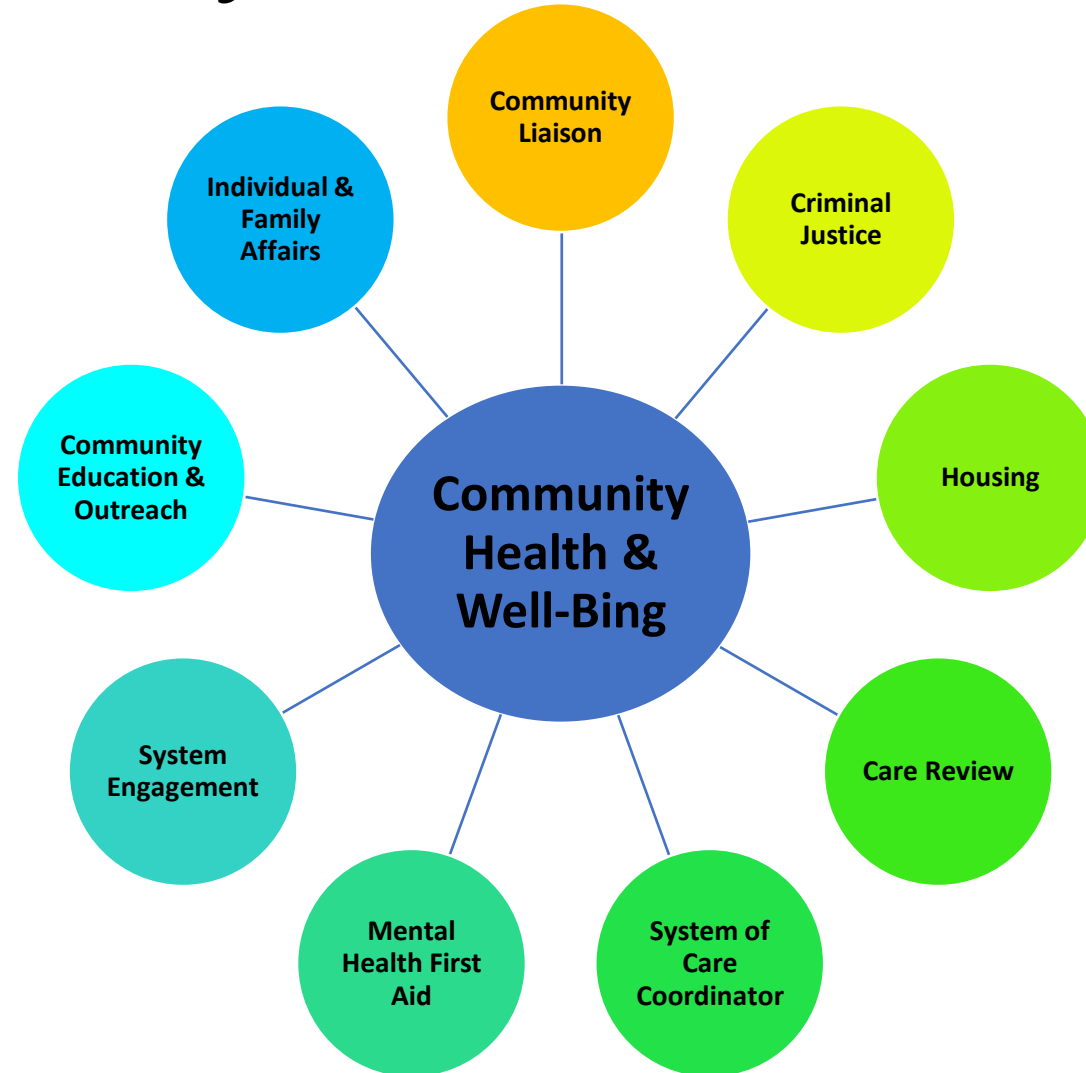 Community
Liaison
Criminal
Justice
Housing
Care Review
System of
Care
Coordinator
Mental
Health First
Aid
System
Engagement
Community
Education &
Outreach
Individual &
Family
Affairs
Community
Health &
Well-Bing